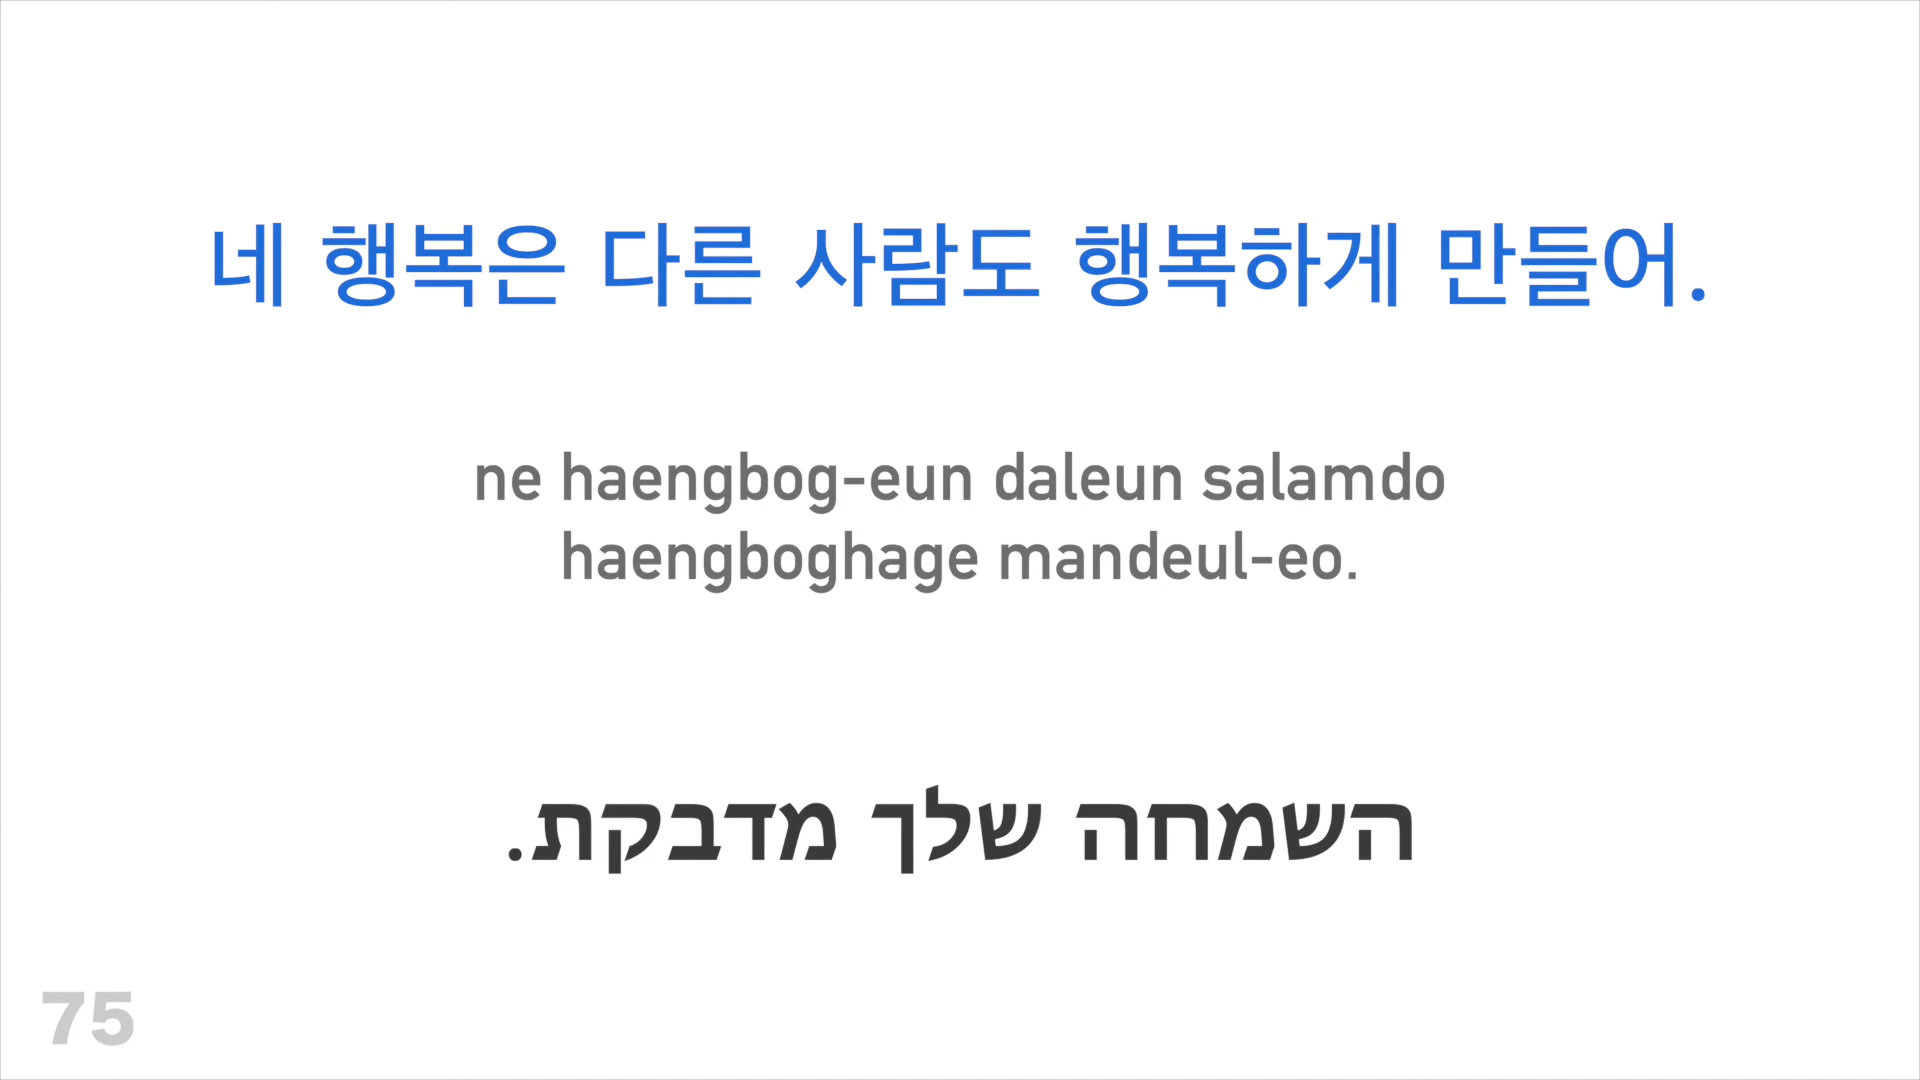 네 행복은 다른 사람도 행복하게 만들어.
ne haengbog-eun daleun salamdo
haengboghage mandeul-eo.
השמחה שלך מדבקת.
75